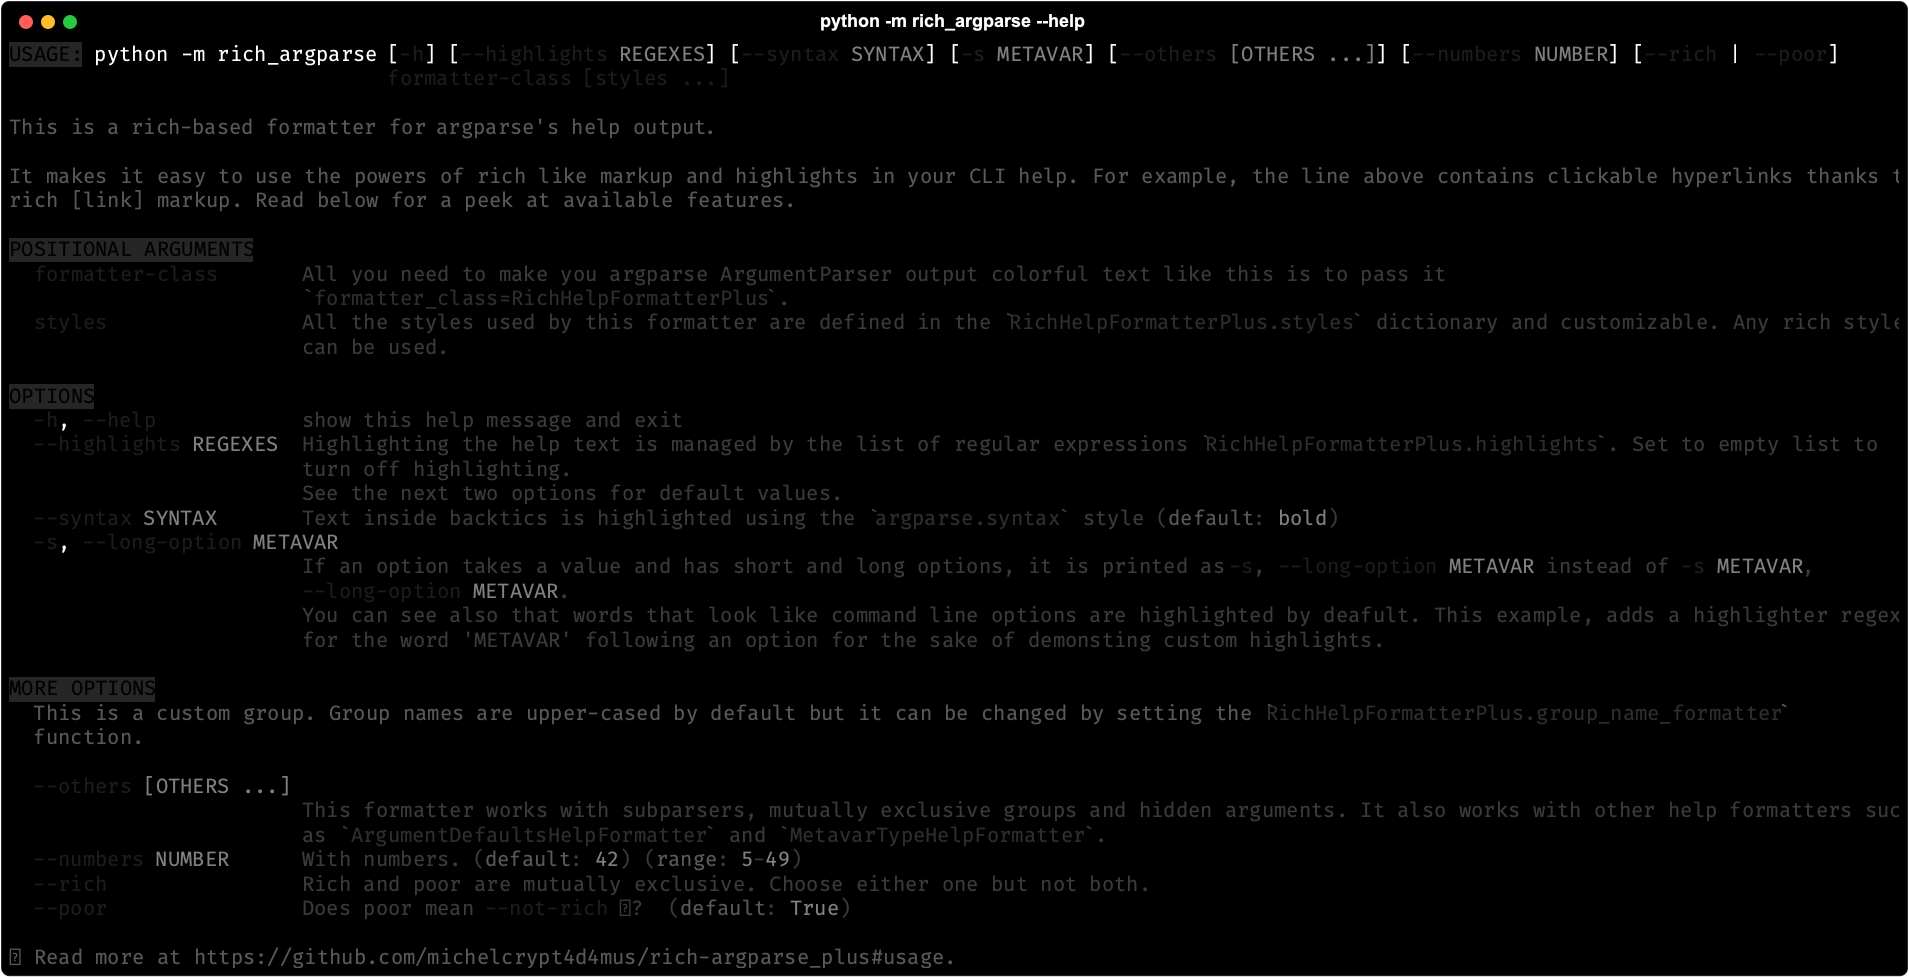 python -m rich_argparse --help
USAGE: python -m rich_argparse [-h] [--highlights REGEXES] [--syntax SYNTAX] [-s METAVAR] [--others [OTHERS ...]] [--numbers NUMBER] [--rich | --poor]
formatter-class [styles ...]
This is a rich-based formatter for argparse's help output.
It makes it easy to use the powers of rich like markup and highlights in your CLI help. For example, the line above contains clickable hyperlinks thanks t
rich [link] markup. Read below for a peek at available features.
POSITIONAL ARGUMENTS
formatter-class All you need to make you argparse ArgumentParser output colorful text like this is to pass it
`formatter_class=RichHelpFormatterPlus`.
styles All the styles used by this formatter are defined in the `RichHelpFormatterPlus.styles` dictionary and customizable. Any rich style
can be used.
OPTIONS
-h, --help show this help message and exit
--highlights REGEXES Highlighting the help text is managed by the list of regular expressions `RichHelpFormatterPlus.highlights`. Set to empty list to
turn off highlighting.
See the next two options for default values.
--syntax SYNTAX Text inside backtics is highlighted using the `argparse.syntax` style (default: bold)
-s, --long-option METAVAR
If an option takes a value and has short and long options, it is printed as -s, --long-option METAVAR instead of -s METAVAR,
--long-option METAVAR.
You can see also that words that look like command line options are highlighted by deafult. This example, adds a highlighter regex
for the word 'METAVAR' following an option for the sake of demonsting custom highlights.
MORE OPTIONS
This is a custom group. Group names are upper-cased by default but it can be changed by setting the `RichHelpFormatterPlus.group_name_formatter`
function.
--others [OTHERS ...]
This formatter works with subparsers, mutually exclusive groups and hidden arguments. It also works with other help formatters suc
as `ArgumentDefaultsHelpFormatter` and `MetavarTypeHelpFormatter`.
--numbers NUMBER With numbers. (default: 42) (range: 5-49)
--rich Rich and poor are mutually exclusive. Choose either one but not both.
--poor Does poor mean --not-rich ? (default: True)
Read more at https://github.com/michelcrypt4d4mus/rich-argparse_plus#usage.